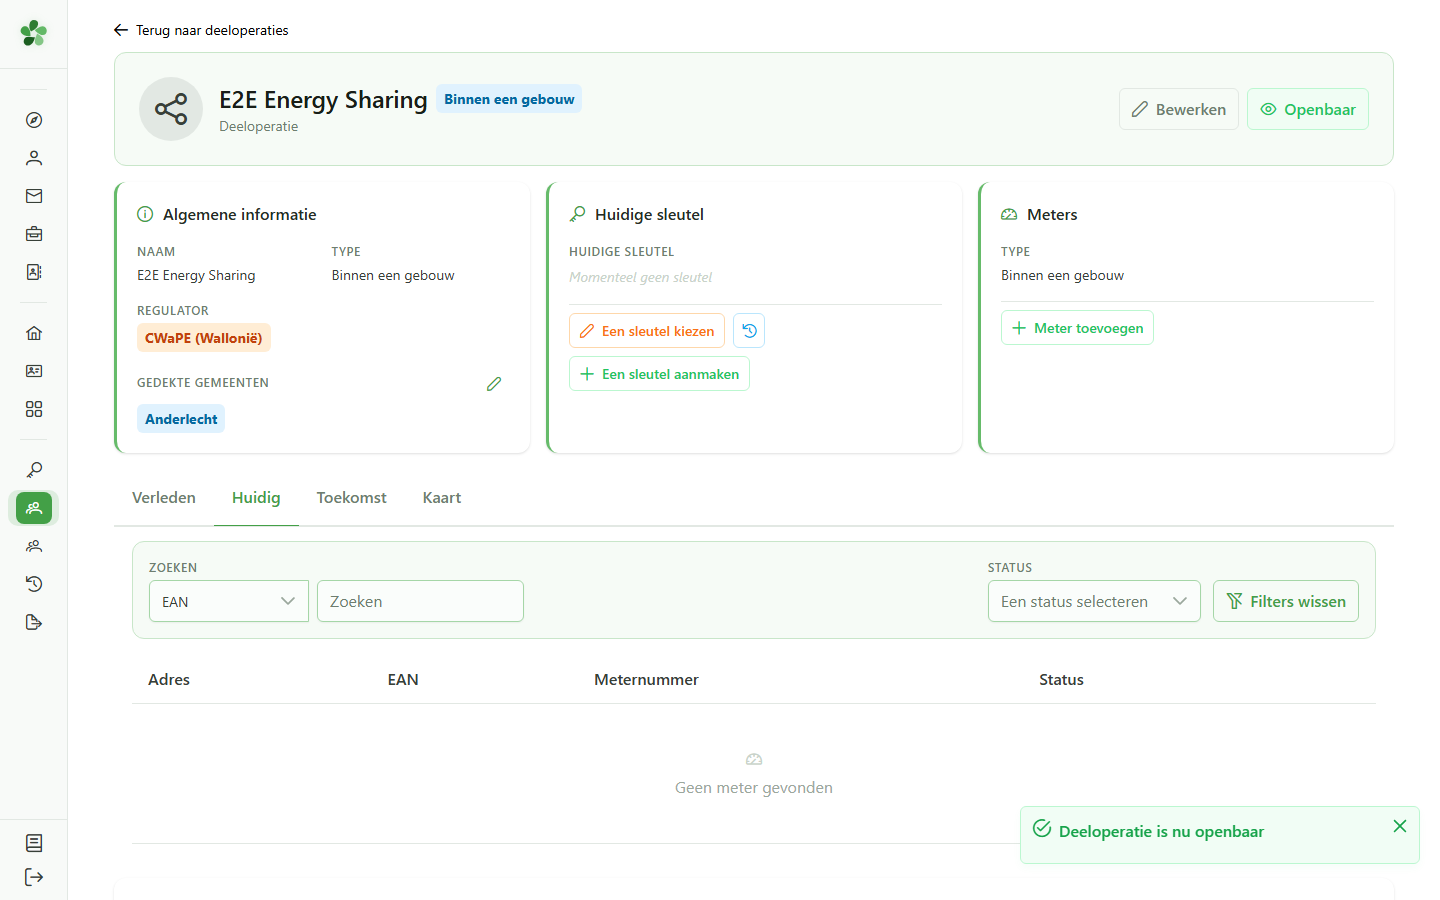 Terug naar deeloperaties
E2E Energy Sharing
Binnen een gebouw
Deeloperatie
Bewerken
Openbaar
Algemene informatie
NAAM
TYPE
E2E Energy Sharing
Binnen een gebouw
REGULATOR
CWaPE (Wallonië)
GEDEKTE GEMEENTEN
Anderlecht
Huidige sleutel
HUIDIGE SLEUTEL
Momenteel geen sleutel
Een sleutel kiezen
Een sleutel aanmaken
Meters
TYPE
Binnen een gebouw
Meter toevoegen
Verleden
Huidig
Toekomst
Kaart
ZOEKEN
EAN
Zoeken
STATUS
Een status selecteren
Filters wissen
Adres
EAN
Meternummer
Status
Geen meter gevonden
Deeloperatie is nu openbaar